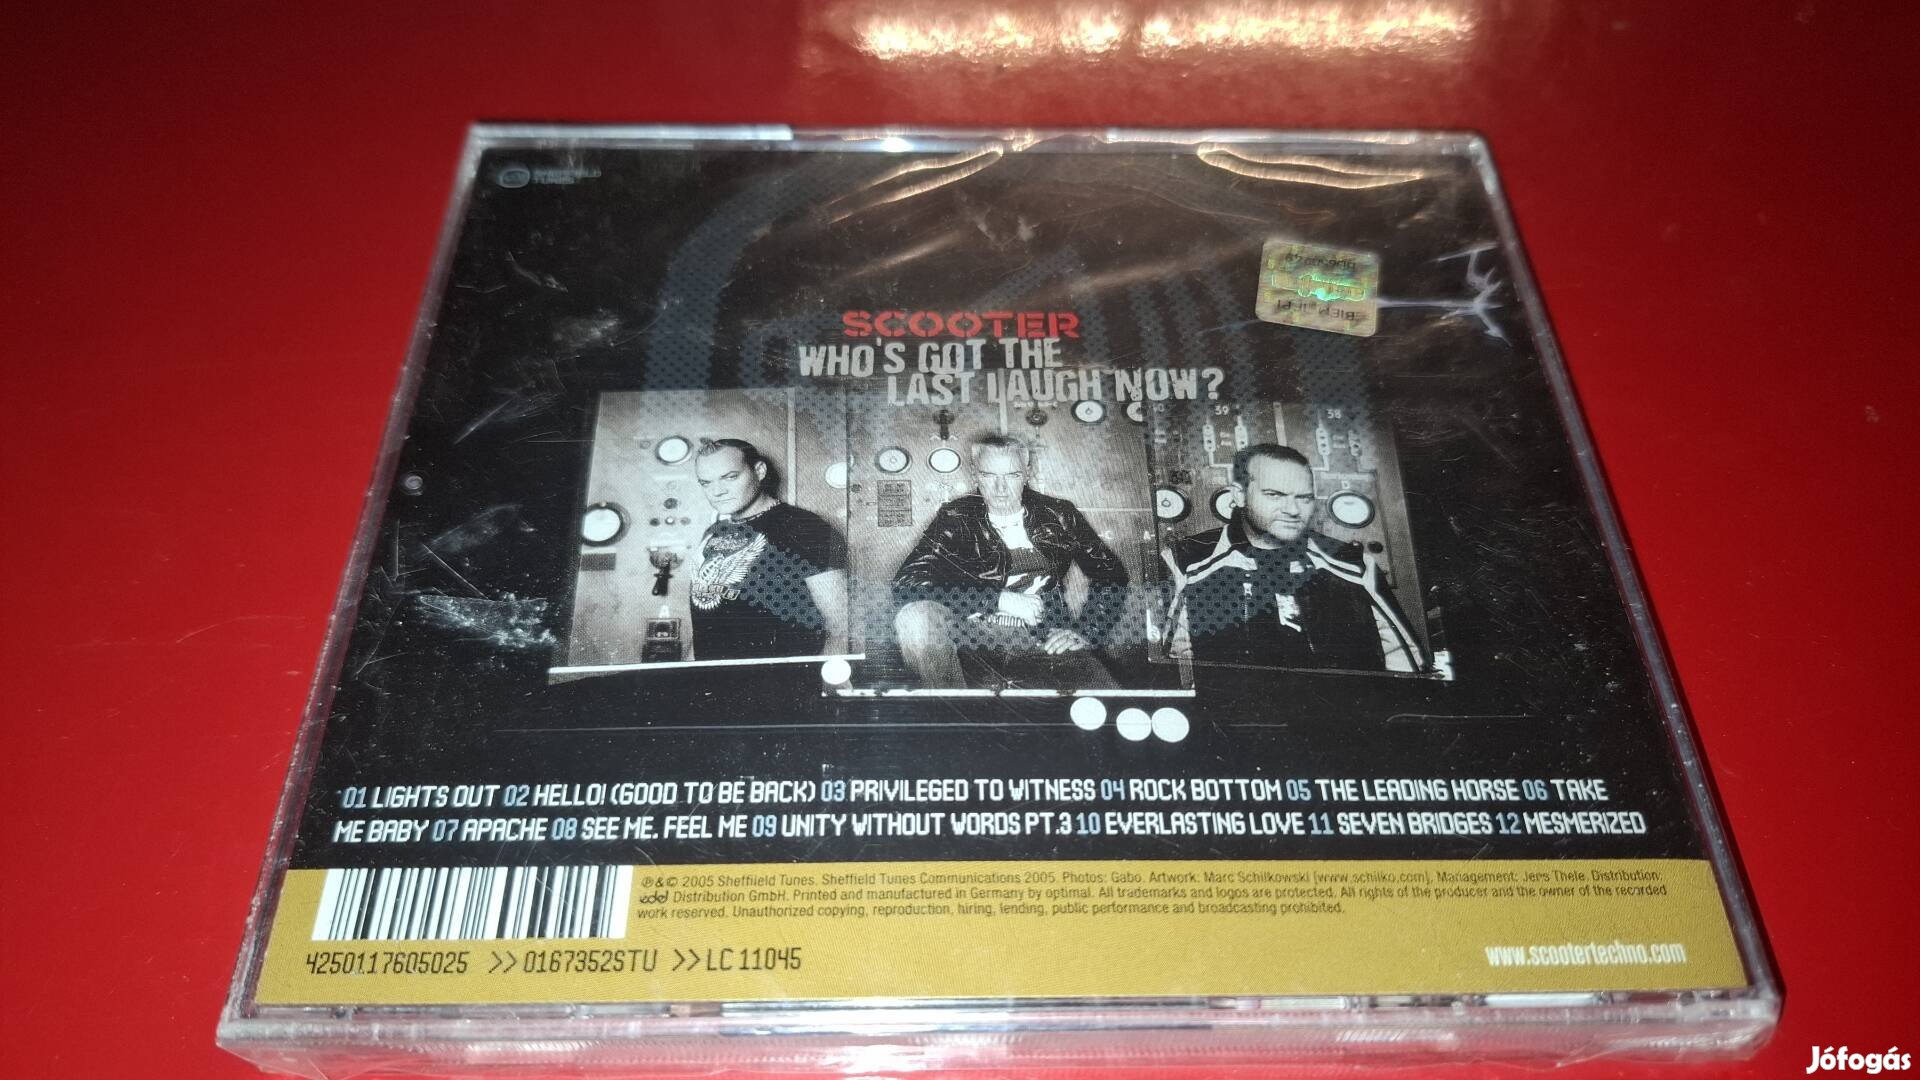 SCOOTER
WHO'S GOT THE
LAST LAUGH NOW?
39
38
01 LIGHTS OUT 02 HELLO! (GOOD TO BE BACK) 03 PRIVILEGED TO WITNESS 04 ROCK BOTTOM 05 THE LEADING HORSE 06 TAKE
ME BABY 07 APACHE 08 SEE ME, FEEL ME 09 UNITY WITHOUT WORDS PT.3 10 EVERLASTING LOVE 11 SEVEN BRIDGES 12 MESMERIZED
℗&© 2005 Sheffield Tunes. Sheffield Tunes Communications 2005. Photos: Gabo. Artwork: Marc Schilkowski [www.schilko.com]. Management: Jens Thele. Distribution:
edel Distribution GmbH. Printed and manufactured in Germany by optimal. All trademarks and logos are protected. All rights of the producer and the owner of the recorded
work reserved. Unauthorized copying, reproduction, hiring, lending, public performance and broadcasting prohibited.
4250117605025 >> 0167352STU >> LC 11045
www.scootertechno.com
Jófogás